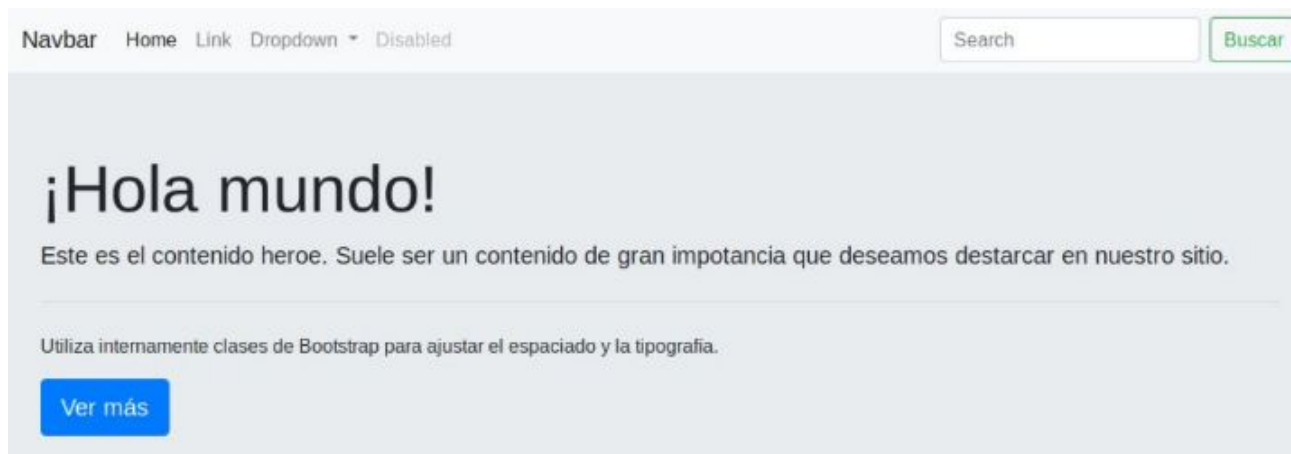 Navbar Home Link Dropdown Disabled Search Buscar
¡Hola mundo!
Este es el contenido heroe. Suele ser un contenido de gran impotancia que deseamos destarcar en nuestro sitio.
Utiliza internamente clases de Bootstrap para ajustar el espaciado y la tipografía.
Ver más